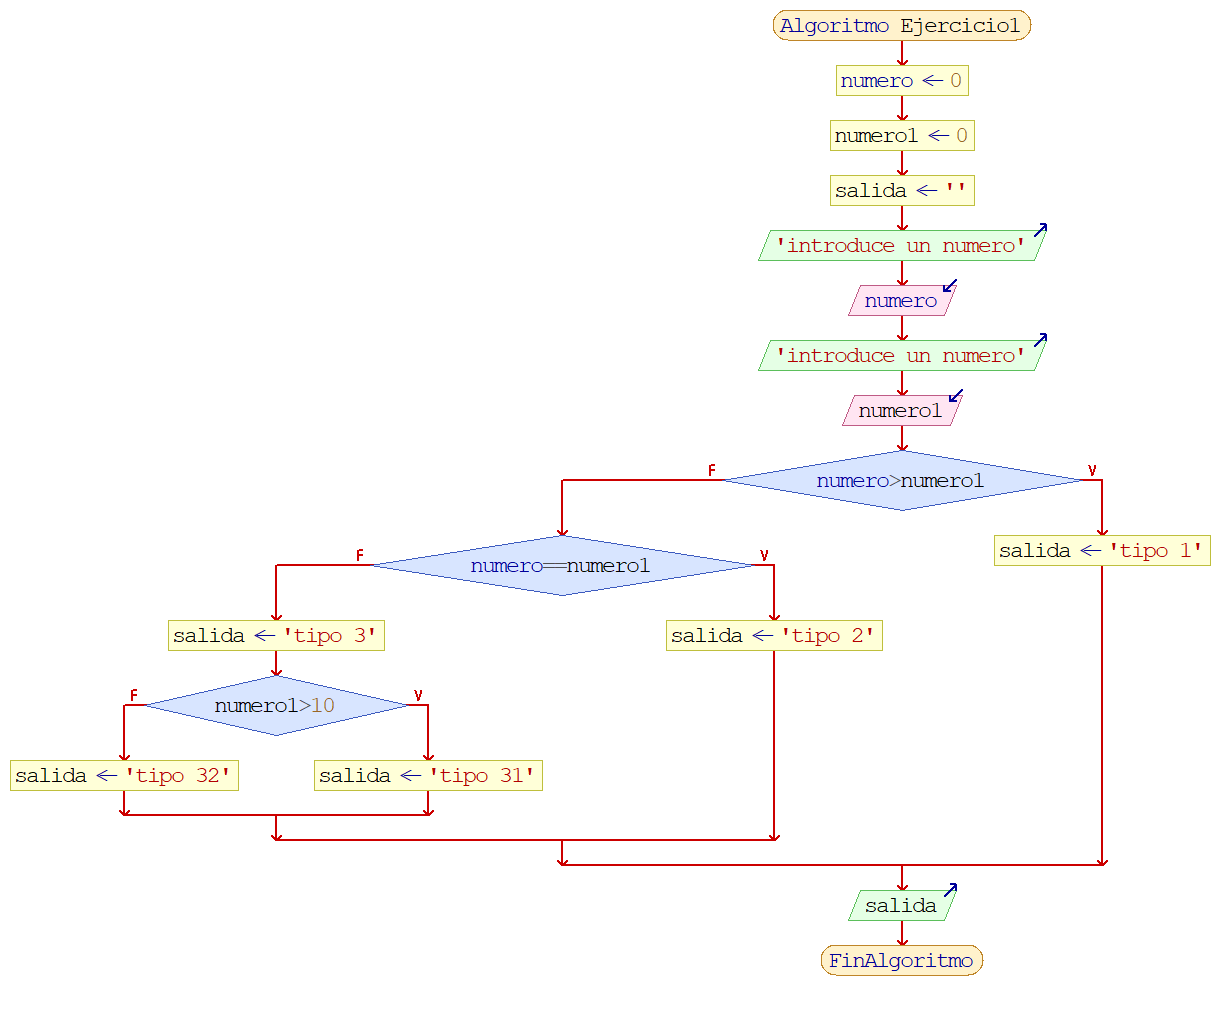 Algoritmo Ejercicio1
numero ← 0
numero1 ← 0
salida ← ''
'introduce un numero'
numero
'introduce un numero'
numero1
numero>numero1
F
V
numero==numero1
F
V
salida ← 'tipo 1'
salida ← 'tipo 3'
salida ← 'tipo 2'
numero1>10
F
V
salida ← 'tipo 32'
salida ← 'tipo 31'
salida
FinAlgoritmo